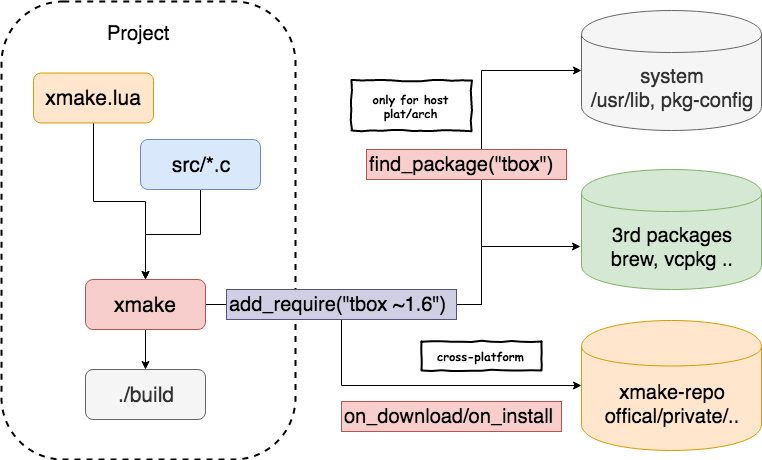 Project
xmake.lua
src/*.c
xmake
./build
add_require("tbox ~1.6")
only for host
plat/arch
find_package("tbox")
system
/usr/lib, pkg-config
3rd packages
brew, vcpkg ..
cross-platform
on_download/on_install
xmake-repo
offical/private/..